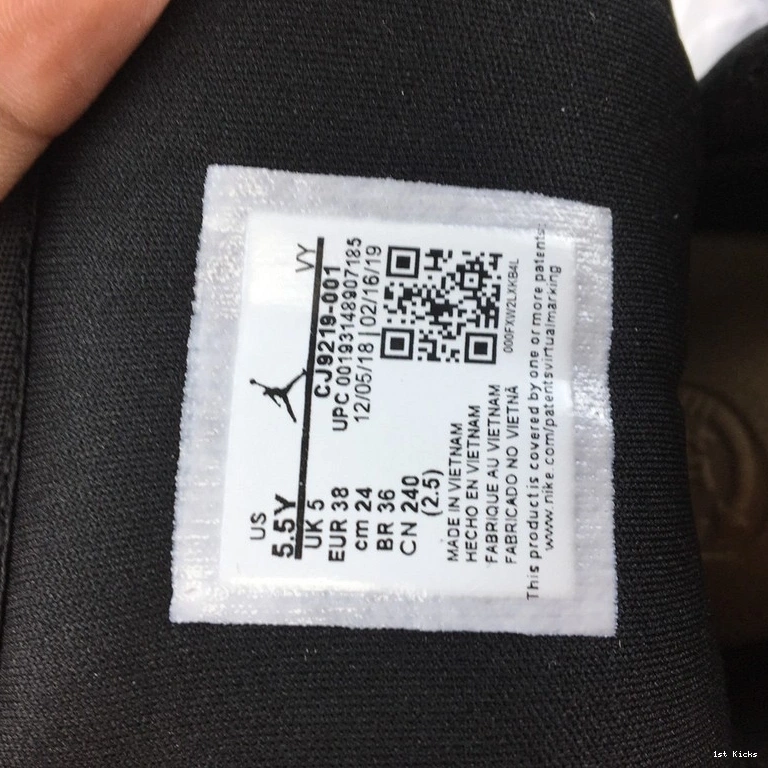 US
5.5Y
VY
UK 5
EUR 38
cm 24
BR 36
CN 240
(2.5)
CJ9219-001
UPC 00193148907185
12/05/18 | 02/16/19
000FXW2LXKB4L
MADE IN VIETNAM
HECHO EN VIETNAM
FABRIQUE AU VIETNAM
FABRICADO NO VIETNÃ
This product is covered by one or more patents:
www.nike.com/patentsvirtualmarking
1st Kicks